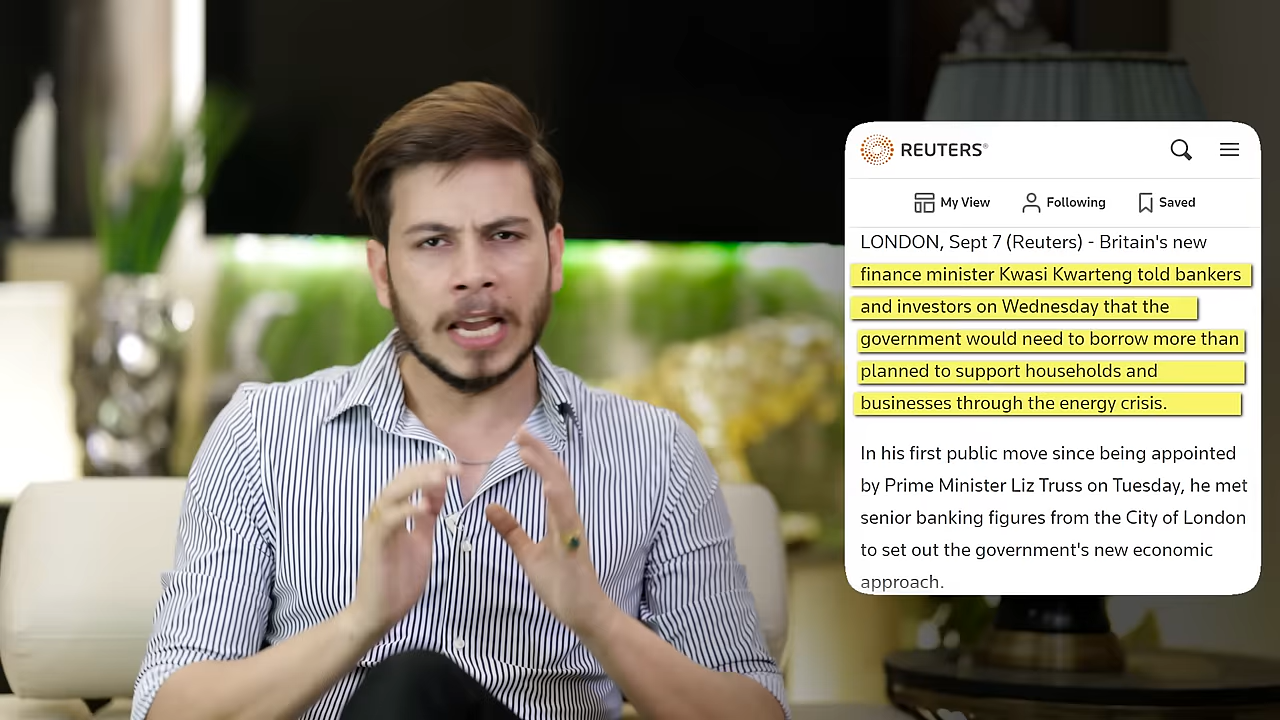 REUTERS®
My View Following Saved
LONDON, Sept 7 (Reuters) - Britain's new
finance minister Kwasi Kwarteng told bankers
and investors on Wednesday that the
government would need to borrow more than
planned to support households and
businesses through the energy crisis.
In his first public move since being appointed
by Prime Minister Liz Truss on Tuesday, he met
senior banking figures from the City of London
to set out the government's new economic
approach.